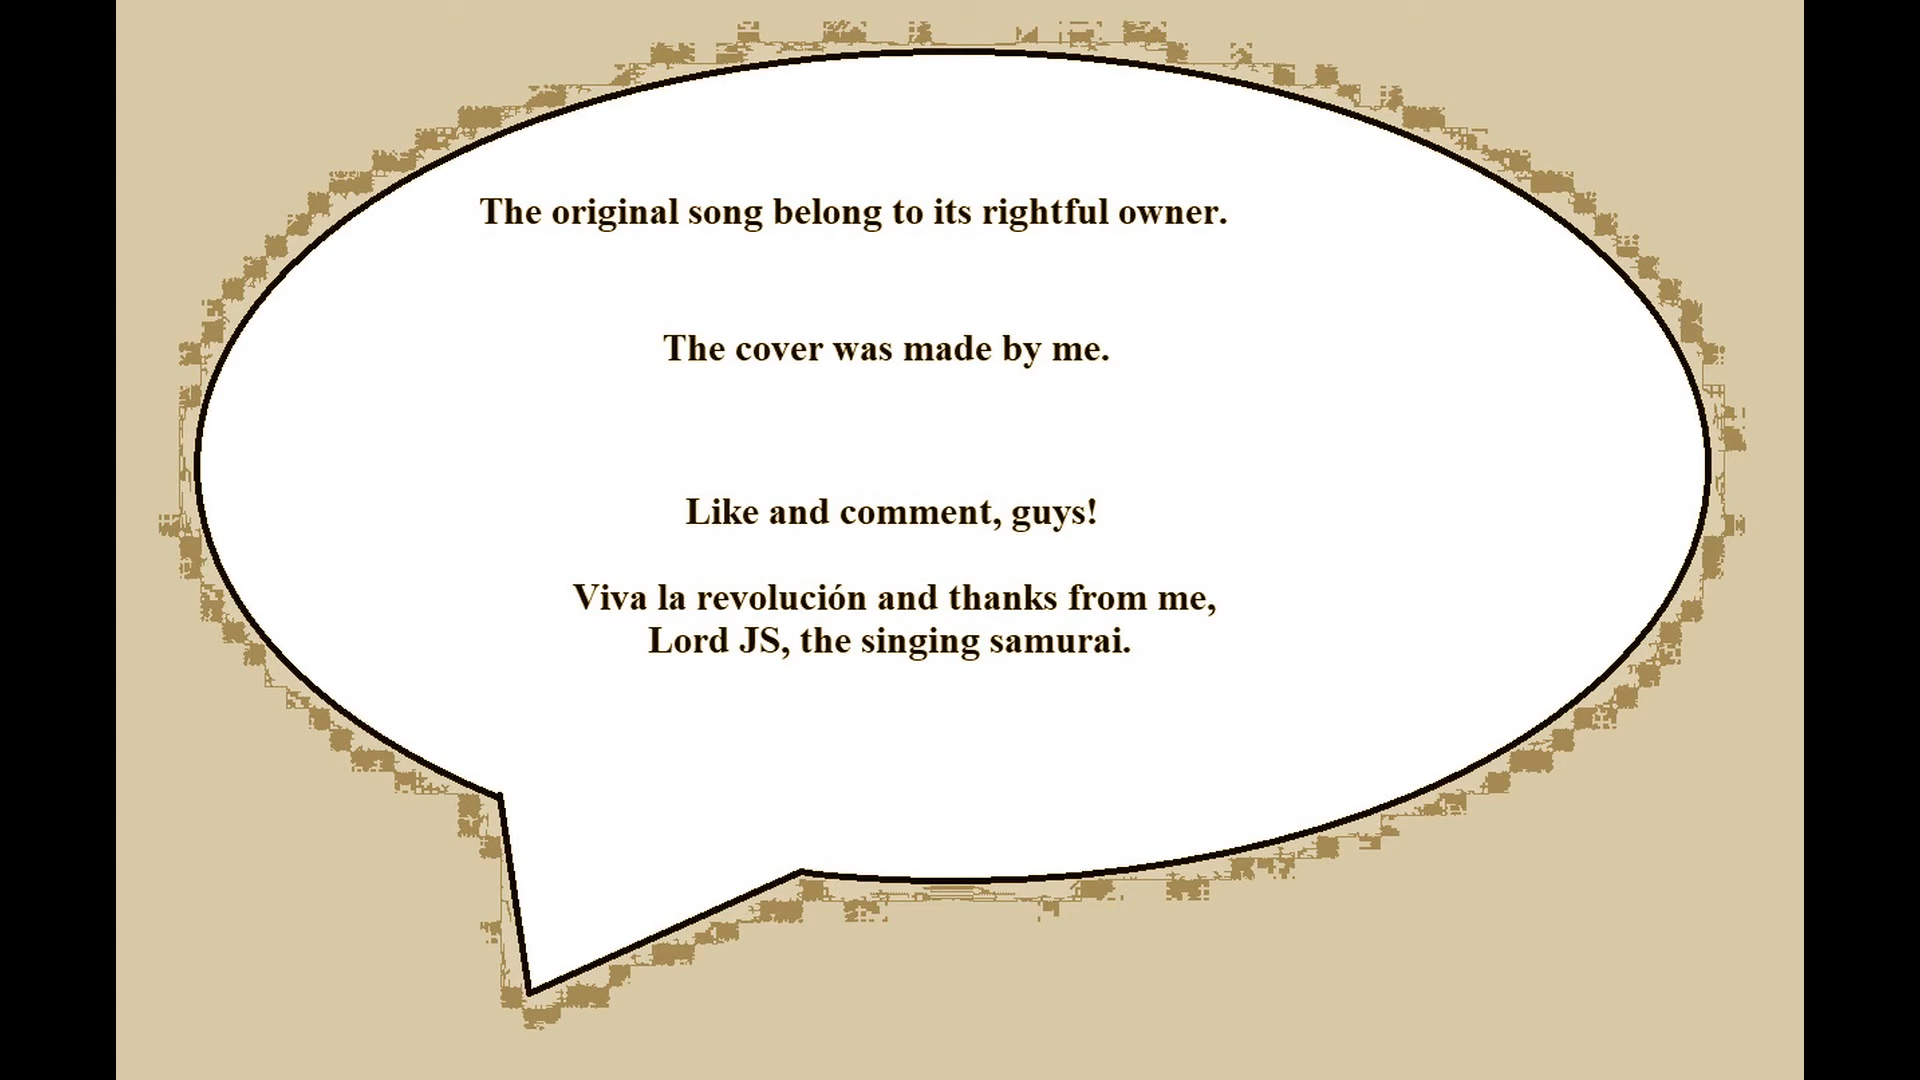 The original song belong to its rightful owner.
The cover was made by me.
Like and comment, guys!
Viva la revolución and thanks from me,
Lord JS, the singing samurai.